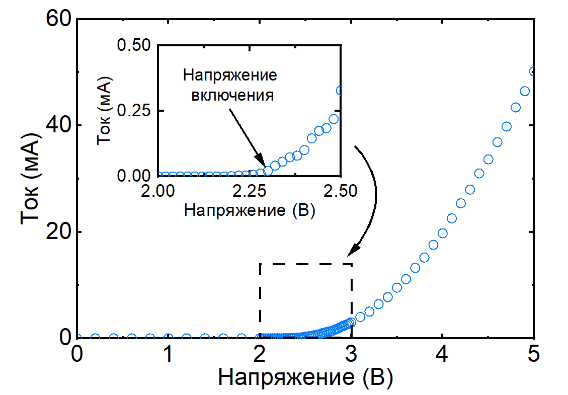 60
40
20
0
Ток (мА)
0 1 2 3 4 5
Напряжение (В)
0.50
0.25
0.00
Ток (мА)
2.00 2.25 2.50
Напряжение (В)
Напряжение
включения